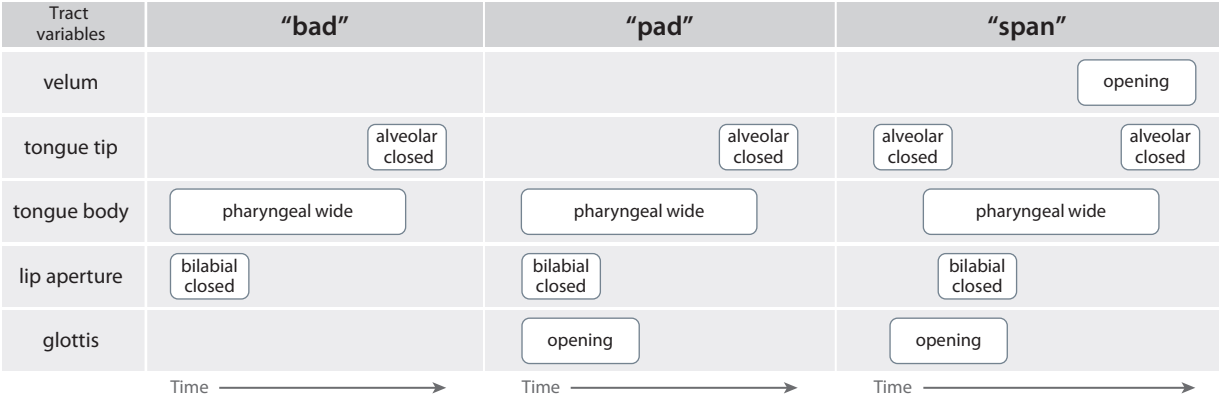 Tract
variables
“bad”
“pad”
“span”
velum
opening
tongue tip
alveolar
closed
alveolar
closed
alveolar
closed
alveolar
closed
tongue body
pharyngeal wide
pharyngeal wide
pharyngeal wide
lip aperture
bilabial
closed
bilabial
closed
bilabial
closed
glottis
opening
opening
Time
Time
Time